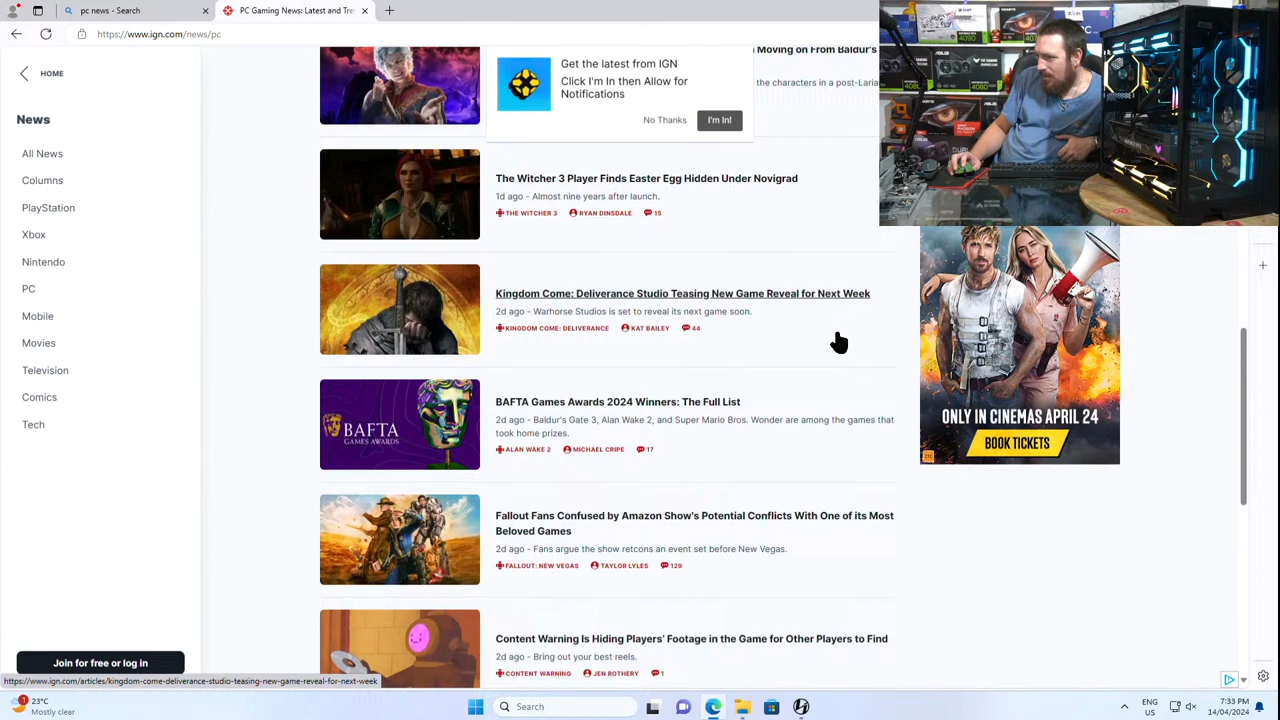 pc news - Search
PC Gaming News: Latest and Tre
https://www.ign.com/news/pc
HOME
News
All News
Columns
PlayStation
Xbox
Nintendo
PC
Mobile
Movies
Television
Comics
Tech
Join for free or log in
Moving on From Baldur's
the characters in a post-Laria
Get the latest from IGN
Click I'm In then Allow for
Notifications
No Thanks
I'm In!
The Witcher 3 Player Finds Easter Egg Hidden Under Novigrad
1d ago - Almost nine years after launch.
THE WITCHER 3 RYAN DINSDALE 15
Kingdom Come: Deliverance Studio Teasing New Game Reveal for Next Week
2d ago - Warhorse Studios is set to reveal its next game soon.
KINGDOM COME: DELIVERANCE KAT BAILEY 44
BAFTA
GAMES AWARDS
BAFTA Games Awards 2024 Winners: The Full List
2d ago - Baldur's Gate 3, Alan Wake 2, and Super Mario Bros. Wonder are among the games that
took home prizes.
ALAN WAKE 2 MICHAEL CRIPE 17
Fallout Fans Confused by Amazon Show's Potential Conflicts With One of its Most
Beloved Games
2d ago - Fans argue the show retcons an event set before New Vegas.
FALLOUT: NEW VEGAS TAYLOR LYLES 129
Content Warning Is Hiding Players' Footage in the Game for Other Players to Find
2d ago - Bring out your best reels.
CONTENT WARNING JEN ROTHERY 1
ONLY IN CINEMAS APRIL 24
BOOK TICKETS
CTC
https://www.ign.com/articles/kingdom-come-deliverance-studio-teasing-new-game-reveal-for-next-week
1
23°C
Mostly clear
Search
ENG
US
7:33 PM
14/04/2024